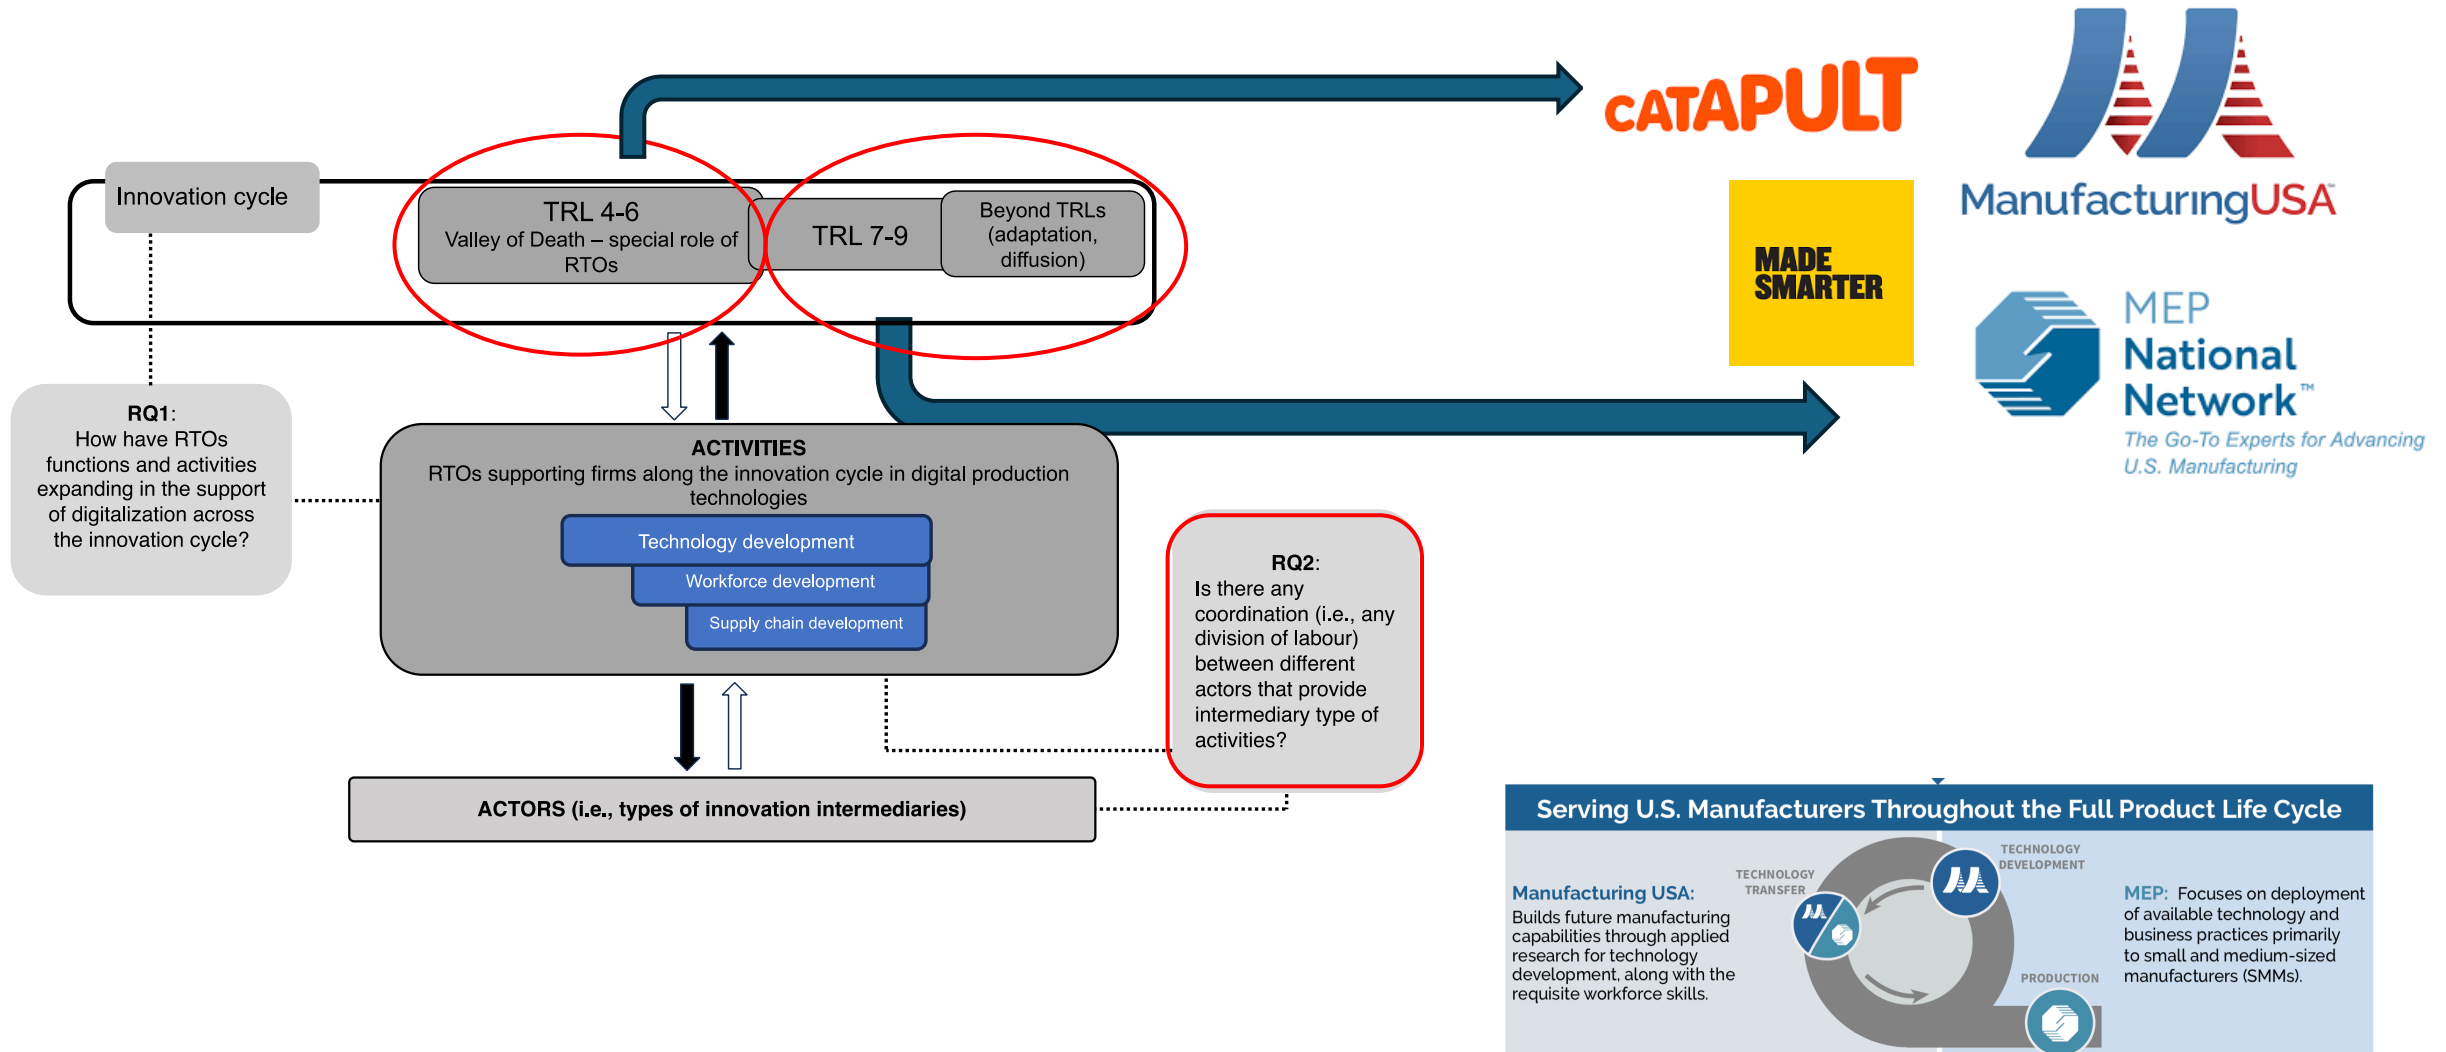 Innovation cycle
TRL 4-6
Valley of Death – special role of
RTOs
TRL 7-9
Beyond TRLs
(adaptation,
diffusion)
CATAPULT
ManufacturingUSA
MADE
SMARTER
MEP
National
Network™
The Go-To Experts for Advancing
U.S. Manufacturing
RQ1:
How have RTOs
functions and activities
expanding in the support
of digitalization across
the innovation cycle?
ACTIVITIES
RTOs supporting firms along the innovation cycle in digital production
technologies
Technology development
Workforce development
Supply chain development
RQ2:
Is there any
coordination (i.e., any
division of labour)
between different
actors that provide
intermediary type of
activities?
ACTORS (i.e., types of innovation intermediaries)
Serving U.S. Manufacturers Throughout the Full Product Life Cycle
Manufacturing USA:
Builds future manufacturing
capabilities through applied
research for technology
development, along with the
requisite workforce skills.
TECHNOLOGY
TRANSFER
TECHNOLOGY
DEVELOPMENT
PRODUCTION
MEP: Focuses on deployment
of available technology and
business practices primarily
to small and medium-sized
manufacturers (SMMs).